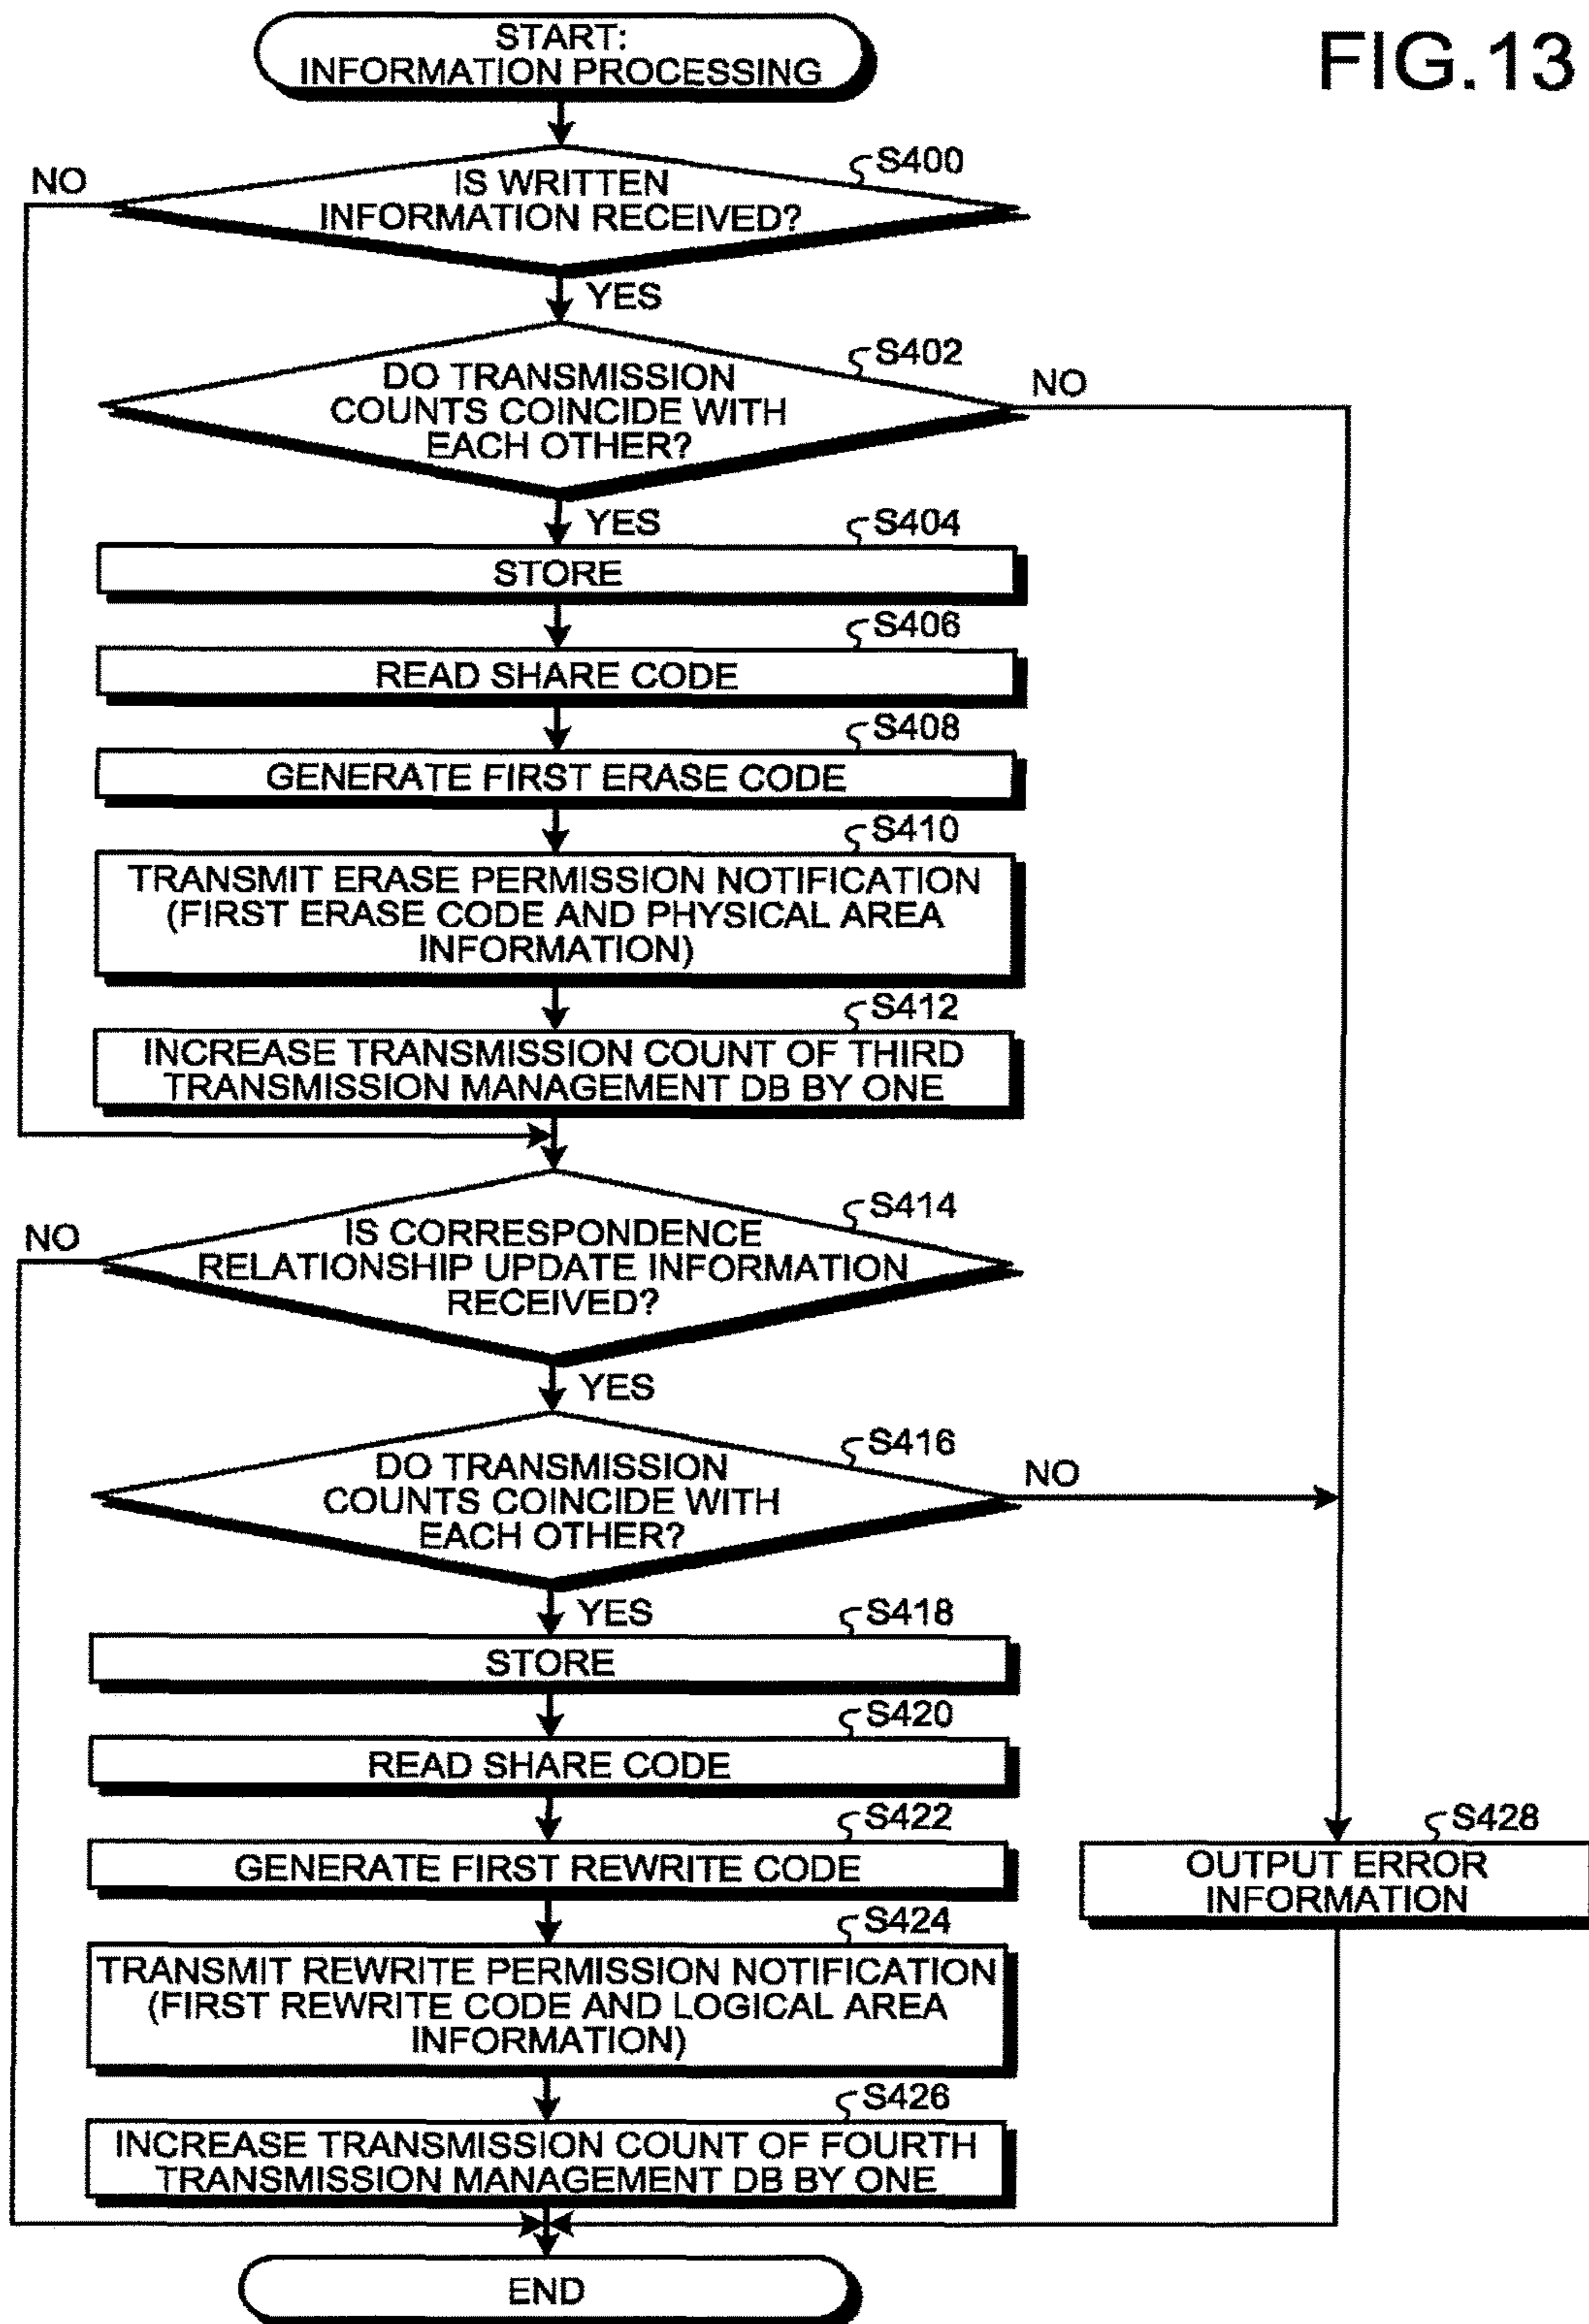 FIG.13
START:
INFORMATION PROCESSING
S400
NO
IS WRITTEN
INFORMATION RECEIVED?
YES
S402
DO TRANSMISSION
COUNTS COINCIDE WITH
EACH OTHER?
NO
YES
S404
STORE
S406
READ SHARE CODE
S408
GENERATE FIRST ERASE CODE
S410
TRANSMIT ERASE PERMISSION NOTIFICATION
(FIRST ERASE CODE AND PHYSICAL AREA
INFORMATION)
S412
INCREASE TRANSMISSION COUNT OF THIRD
TRANSMISSION MANAGEMENT DB BY ONE
S414
NO
IS CORRESPONDENCE
RELATIONSHIP UPDATE INFORMATION
RECEIVED?
YES
S416
DO TRANSMISSION
COUNTS COINCIDE WITH
EACH OTHER?
NO
YES
S418
STORE
S420
READ SHARE CODE
S422
GENERATE FIRST REWRITE CODE
S428
OUTPUT ERROR
INFORMATION
S424
TRANSMIT REWRITE PERMISSION NOTIFICATION
(FIRST REWRITE CODE AND LOGICAL AREA
INFORMATION)
S426
INCREASE TRANSMISSION COUNT OF FOURTH
TRANSMISSION MANAGEMENT DB BY ONE
END